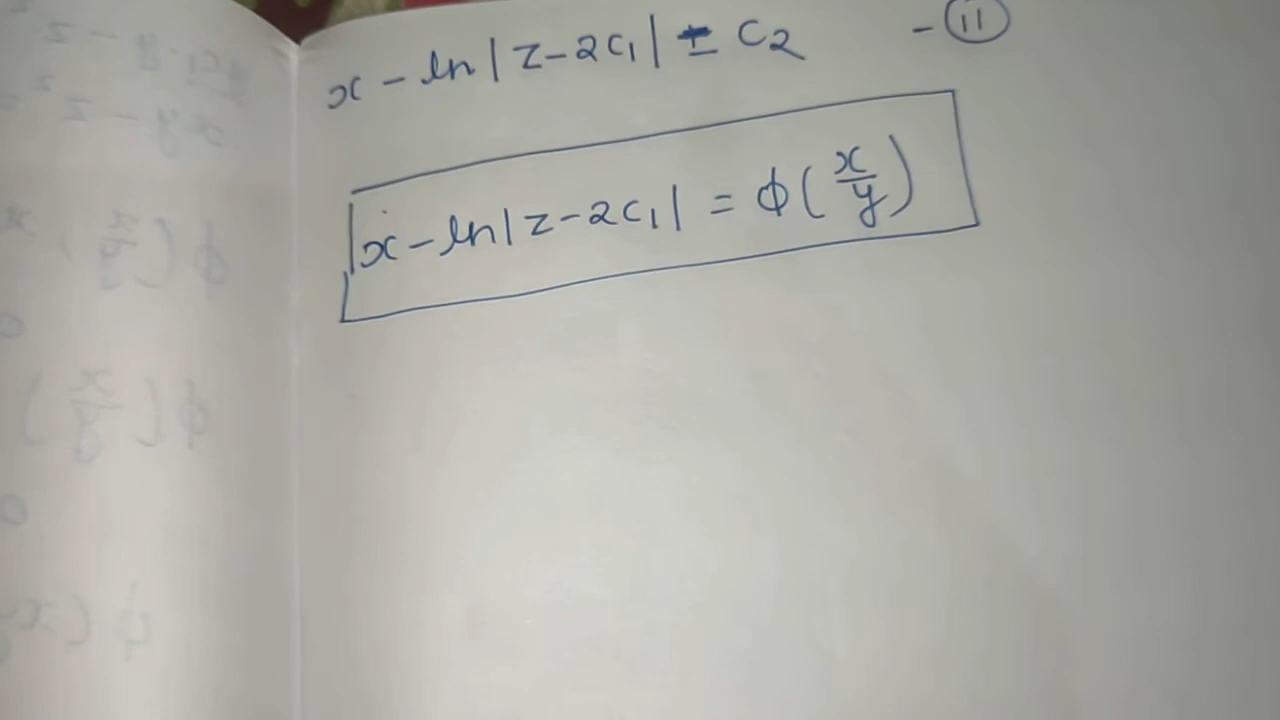 x - ln|z-2c₁| ± c₂ - ⑪
|x - ln|z-2c₁| = ϕ(x/y)